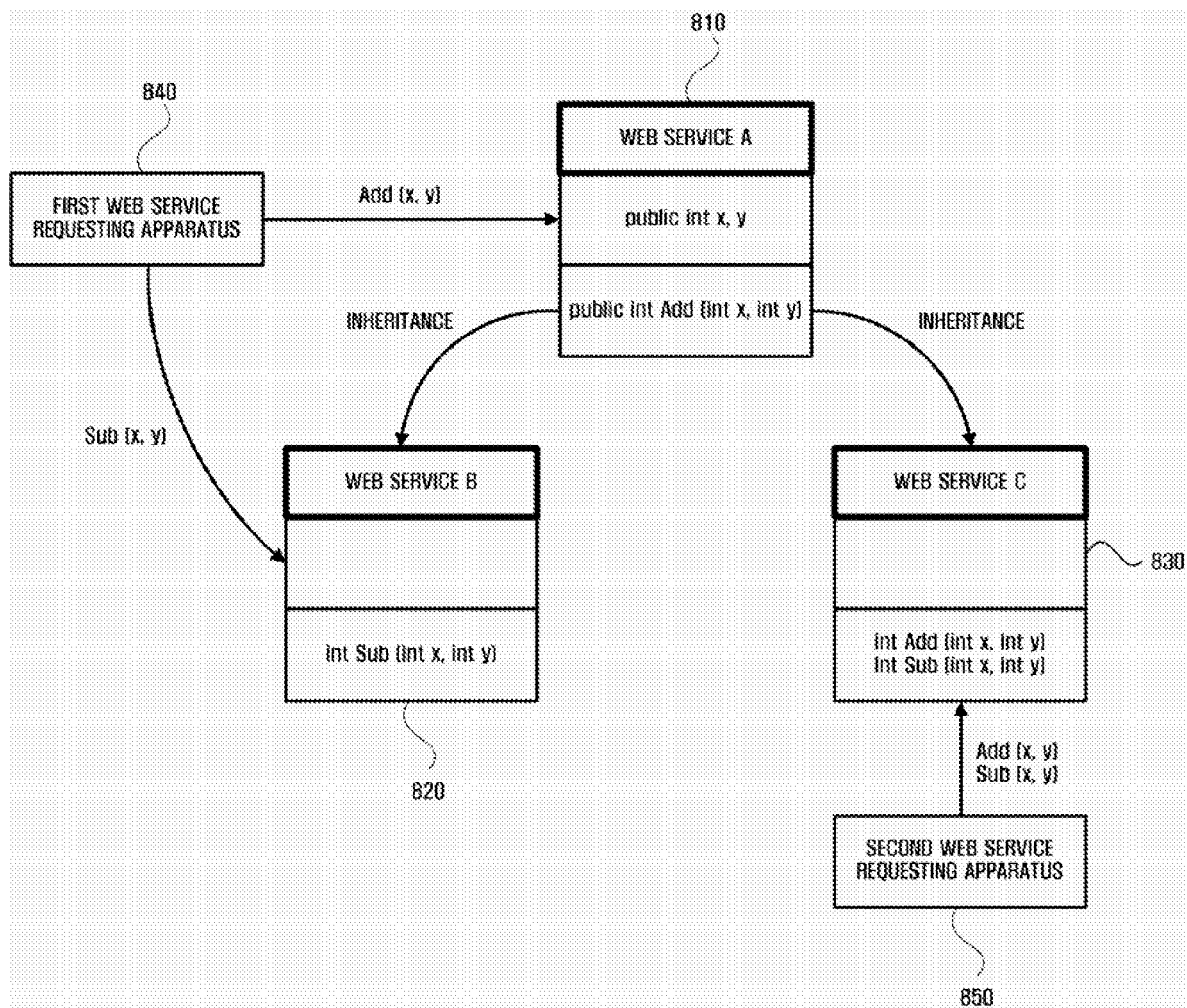 810
840
WEB SERVICE A
FIRST WEB SERVICE
REQUESTING APPARATUS
Add (x, y)
public int x, y
public int Add (int x, int y)
INHERITANCE
INHERITANCE
Sub (x, y)
WEB SERVICE B
WEB SERVICE C
830
int Sub (int x, int y)
int Add (int x, int y)
int Sub (int x, int y)
820
Add (x, y)
Sub (x, y)
SECOND WEB SERVICE
REQUESTING APPARATUS
850